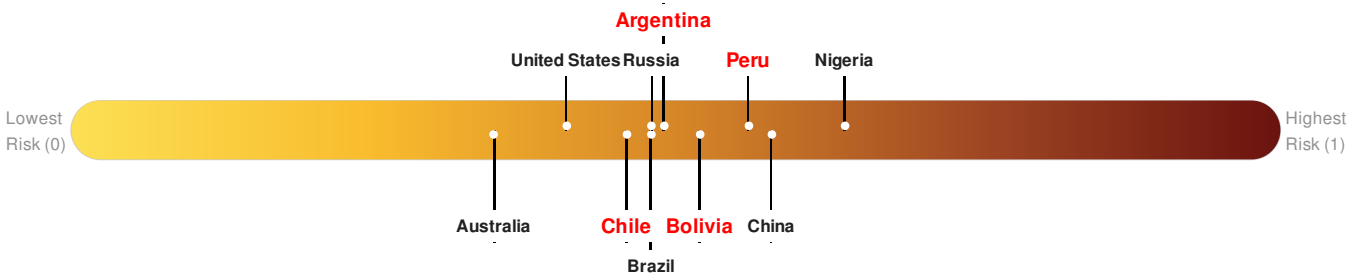 Argentina
United States Russia Peru Nigeria
Lowest Highest
Risk (0) Risk (1)
Australia Chile Bolivia China
Brazil